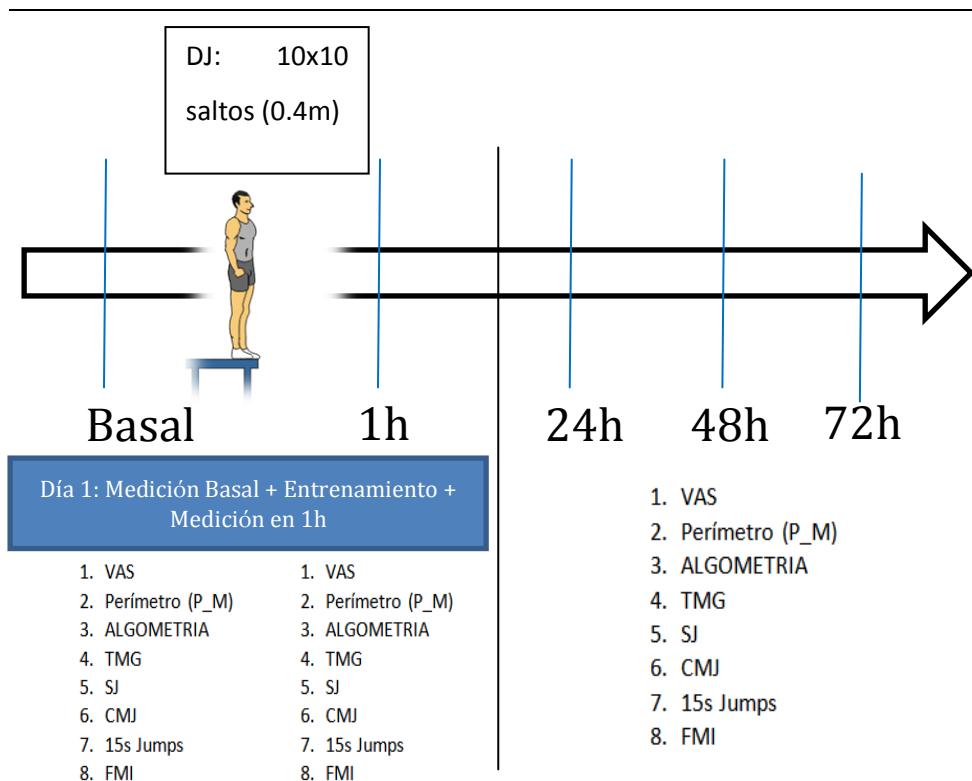 DJ: 10x10
saltos (0.4m)
Basal
1h
24h
48h
72h
Día 1: Medición Basal + Entrenamiento +
Medición en 1h
1. VAS
2. Perímetro (P_M)
3. ALGOMETRIA
4. TMG
5. SJ
6. CMJ
7. 15s Jumps
8. FMI
1. VAS
2. Perímetro (P_M)
3. ALGOMETRIA
4. TMG
5. SJ
6. CMJ
7. 15s Jumps
8. FMI
1. VAS
2. Perímetro (P_M)
3. ALGOMETRIA
4. TMG
5. SJ
6. CMJ
7. 15s Jumps
8. FMI